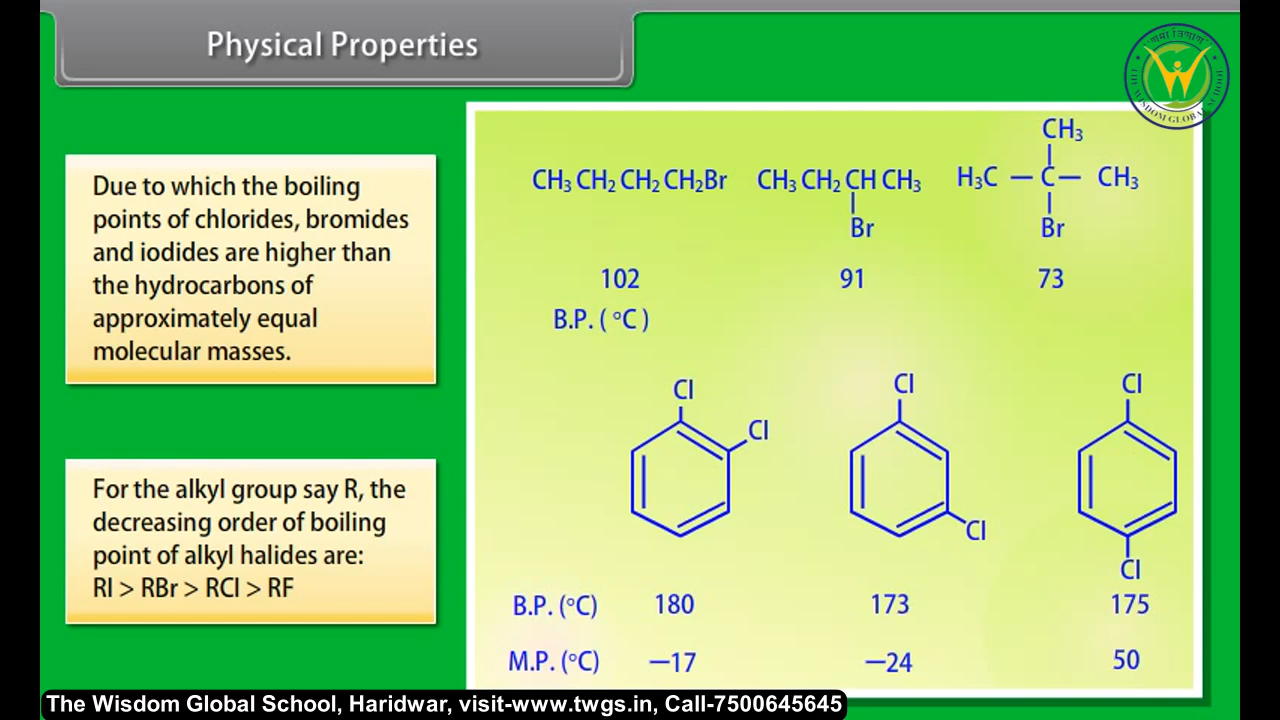 Physical Properties
THE WISDOM GLOBAL SCHOOL
Due to which the boiling
points of chlorides, bromides
and iodides are higher than
the hydrocarbons of
approximately equal
molecular masses.
For the alkyl group say R, the
decreasing order of boiling
point of alkyl halides are:
RI > RBr > RCl > RF
CH₃
CH₃ CH₂ CH₂ CH₂Br CH₃ CH₂ CH CH₃ H₃C — C — CH₃
Br Br
102 91 73
B.P. ( °C )
Cl Cl Cl
Cl
Cl
Cl
B.P. (°C) 180 173 175
M.P. (°C) –17 –24 50
The Wisdom Global School, Haridwar, visit-www.twgs.in, Call-7500645645